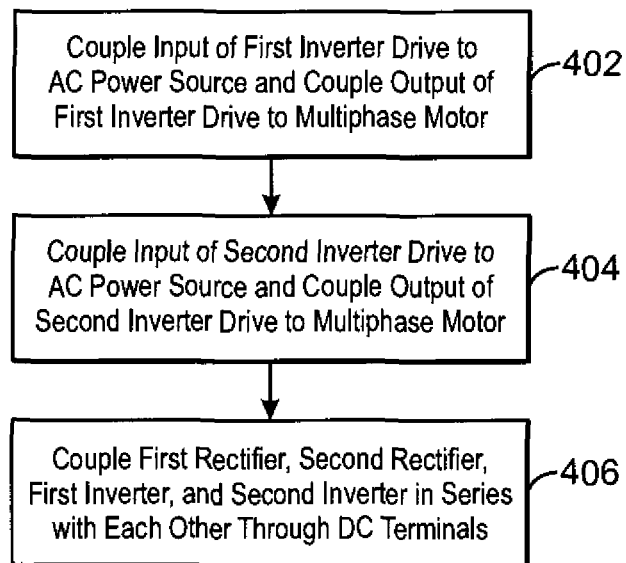 Couple Input of First Inverter Drive to
AC Power Source and Couple Output of
First Inverter Drive to Multiphase Motor
402
Couple Input of Second Inverter Drive to
AC Power Source and Couple Output of
Second Inverter Drive to Multiphase Motor
404
Couple First Rectifier, Second Rectifier,
First Inverter, and Second Inverter in Series
with Each Other Through DC Terminals
406